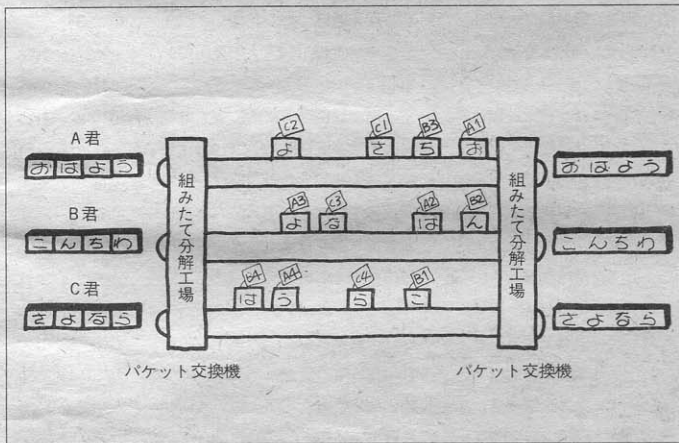 A君
おはよう
B君
こんちわ
C君
さよなら
組みたて分解工場
C2
C1
B3
A1
よ
さ
ち
お
A3
C3
A2
B2
よ
な
は
ん
B4
A4
C4
B1
は
う
ら
こ
組みたて分解工場
おはよう
こんちわ
さよなら
パケット交換機
パケット交換機